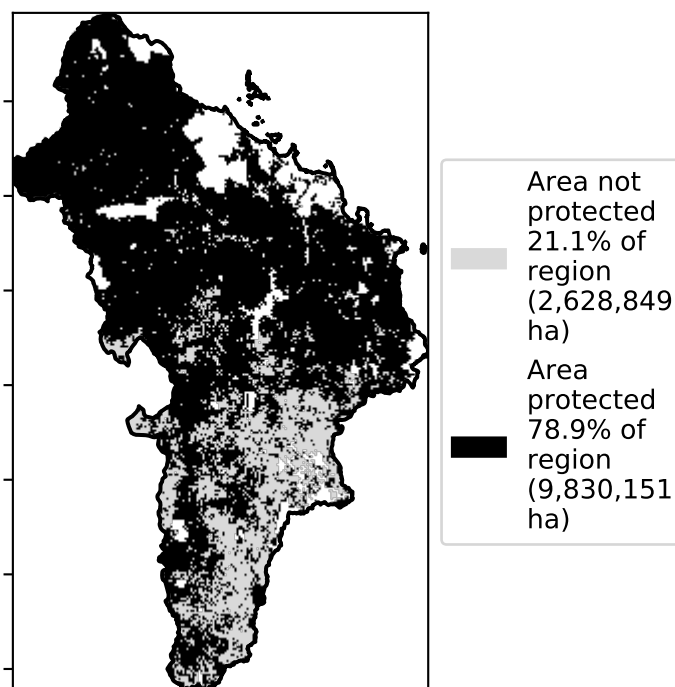 Area not
protected
21.1% of
region
(2,628,849
ha)
Area
protected
78.9% of
region
(9,830,151
ha)